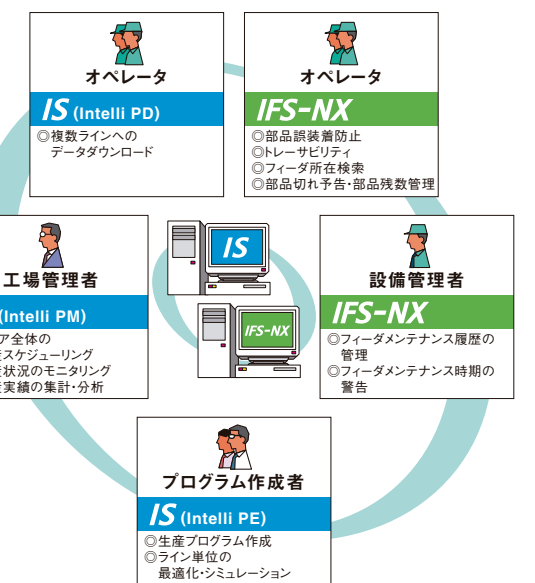 オペレータ
IS (Intelli PD)
◎複数ラインへの
データダウンロード
オペレータ
IFS-NX
◎部品誤装着防止
◎トレーサビリティ
◎フィーダ所在検索
◎部品切れ予告・部品残数管理
工場管理者
(Intelli PM)
ア全体の
スケジューリング
状況のモニタリング
実績の集計・分析
IS
IFS-NX
設備管理者
IFS-NX
◎フィーダメンテナンス履歴の
管理
◎フィーダメンテナンス時期の
警告
プログラム作成者
IS (Intelli PE)
◎生産プログラム作成
◎ライン単位の
最適化・シミュレーション